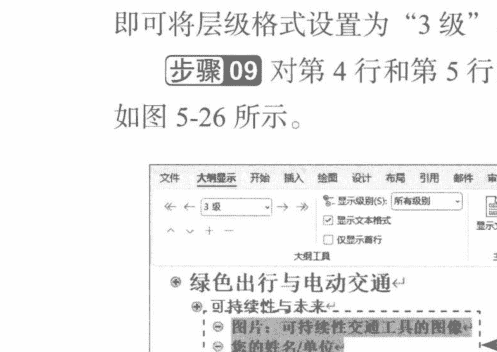 即可将层级格式设置为“3 级”
步骤 09 对第 4 行和第 5 行
如图 5-26 所示。
文件 大纲显示 开始 插入 绘图 设计 布局 引用 邮件 审
3 级 显示级别(S): 所有级别
显示文本格式
仅显示首行
显示文
大纲工具 主
绿色出行与电动交通
可持续性与未来
图片：可持续性交通工具的图像
您的姓名/单位